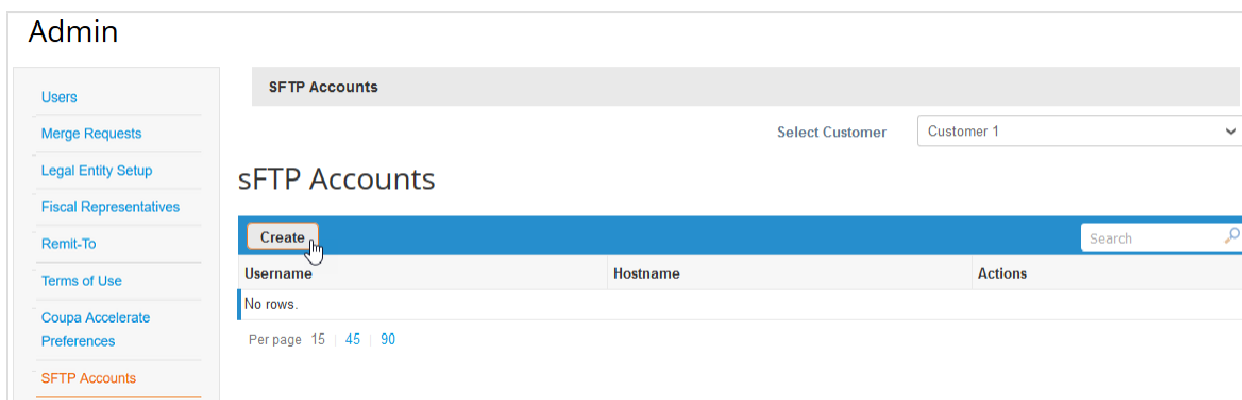 Admin
Users
Merge Requests
Legal Entity Setup
Fiscal Representatives
Remit-To
Terms of Use
Coupa Accelerate
Preferences
SFTP Accounts
SFTP Accounts
Select Customer Customer 1
sFTP Accounts
Create Search
Username Hostname Actions
No rows.
Per page 15 | 45 | 90